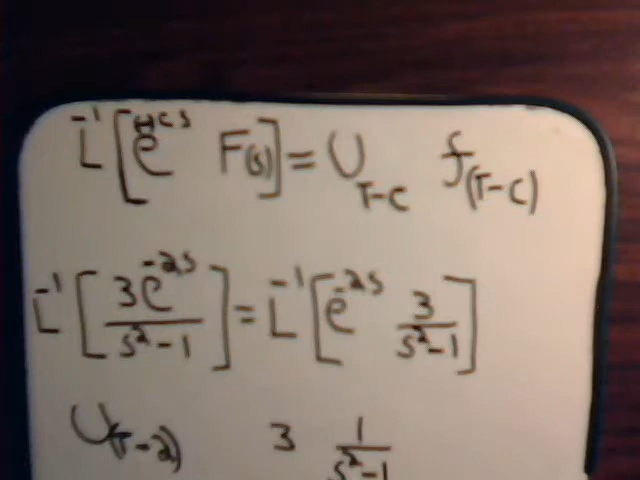 L⁻¹[e⁻ᶜˢ F(s)] = U_T-C f_(T-C)
L⁻¹[3e⁻²ˢ / s²-1] = L⁻¹[e⁻²ˢ 3 / s²-1]
U_(T-2) 3 1 / s²-1